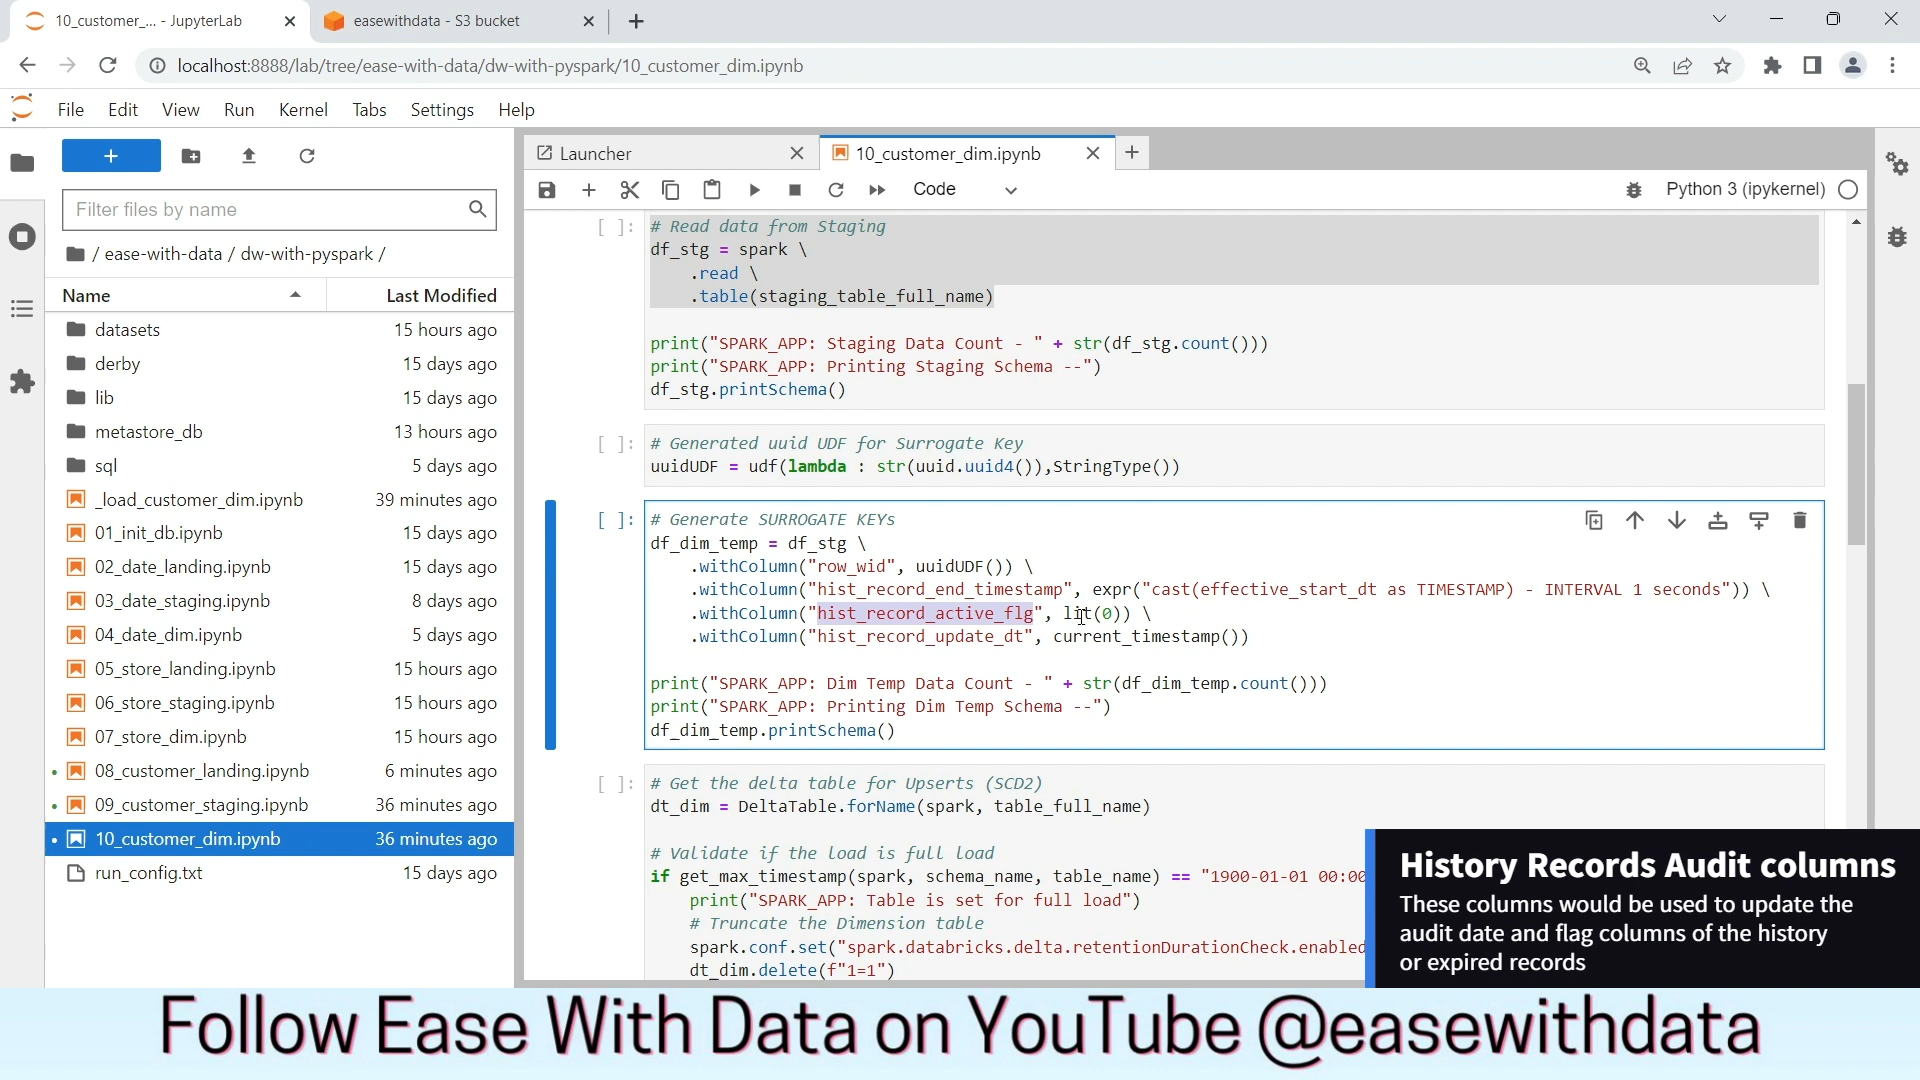 10_customer_... - JupyterLab
easewithdata - S3 bucket
localhost:8888/lab/tree/ease-with-data/dw-with-pyspark/10_customer_dim.ipynb
File Edit View Run Kernel Tabs Settings Help
Filter files by name
/ ease-with-data / dw-with-pyspark /
Name Last Modified
datasets 15 hours ago
derby 15 days ago
lib 15 days ago
metastore_db 13 hours ago
sql 5 days ago
_load_customer_dim.ipynb 39 minutes ago
01_init_db.ipynb 15 days ago
02_date_landing.ipynb 15 days ago
03_date_staging.ipynb 8 days ago
04_date_dim.ipynb 5 days ago
05_store_landing.ipynb 15 hours ago
06_store_staging.ipynb 15 hours ago
07_store_dim.ipynb 15 hours ago
08_customer_landing.ipynb 6 minutes ago
09_customer_staging.ipynb 36 minutes ago
10_customer_dim.ipynb 36 minutes ago
run_config.txt 15 days ago
Launcher
10_customer_dim.ipynb
Code
Python 3 (ipykernel)
[ ]: # Read data from Staging
df_stg = spark \
.read \
.table(staging_table_full_name)
print("SPARK_APP: Staging Data Count - " + str(df_stg.count()))
print("SPARK_APP: Printing Staging Schema --")
df_stg.printSchema()
[ ]: # Generated uuid UDF for Surrogate Key
uuidUDF = udf(lambda : str(uuid.uuid4()),StringType())
[ ]: # Generate SURROGATE KEYs
df_dim_temp = df_stg \
.withColumn("row_wid", uuidUDF()) \
.withColumn("hist_record_end_timestamp", expr("cast(effective_start_dt as TIMESTAMP) - INTERVAL 1 seconds")) \
.withColumn("hist_record_active_flg", lit(0)) \
.withColumn("hist_record_update_dt", current_timestamp())
print("SPARK_APP: Dim Temp Data Count - " + str(df_dim_temp.count()))
print("SPARK_APP: Printing Dim Temp Schema --")
df_dim_temp.printSchema()
[ ]: # Get the delta table for Upserts (SCD2)
dt_dim = DeltaTable.forName(spark, table_full_name)
# Validate if the load is full load
if get_max_timestamp(spark, schema_name, table_name) == "1900-01-01 00:00
print("SPARK_APP: Table is set for full load")
# Truncate the Dimension table
spark.conf.set("spark.databricks.delta.retentionDurationCheck.enabled
dt_dim.delete(f"1=1")
History Records Audit columns
These columns would be used to update the
audit date and flag columns of the history
or expired records
Follow Ease With Data on YouTube @easewithdata